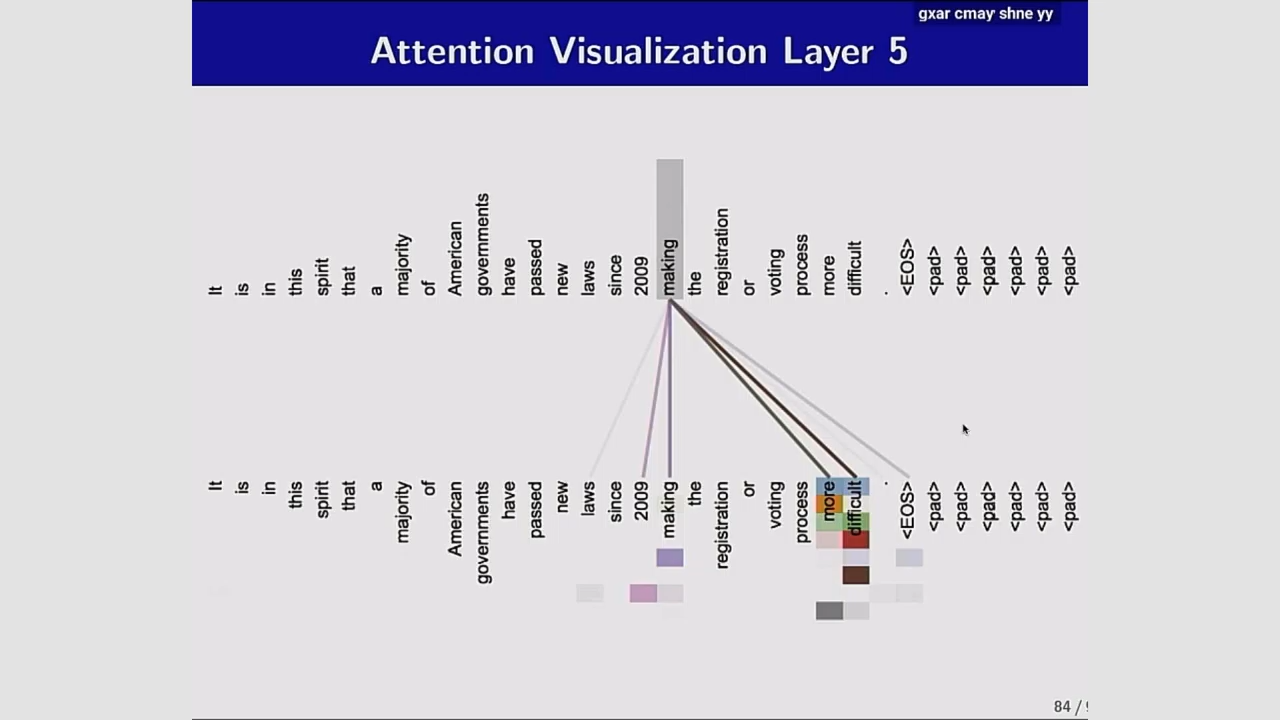 gxar cmay shne yy
Attention Visualization Layer 5
It is in this spirit that a majority of American governments have passed new laws since 2009 making the registration or voting process more difficult . <EOS> <pad> <pad> <pad> <pad> <pad> <pad>
It is in this spirit that a majority of American governments have passed new laws since 2009 making the registration or voting process more difficult . <EOS> <pad> <pad> <pad> <pad> <pad> <pad>
84 /